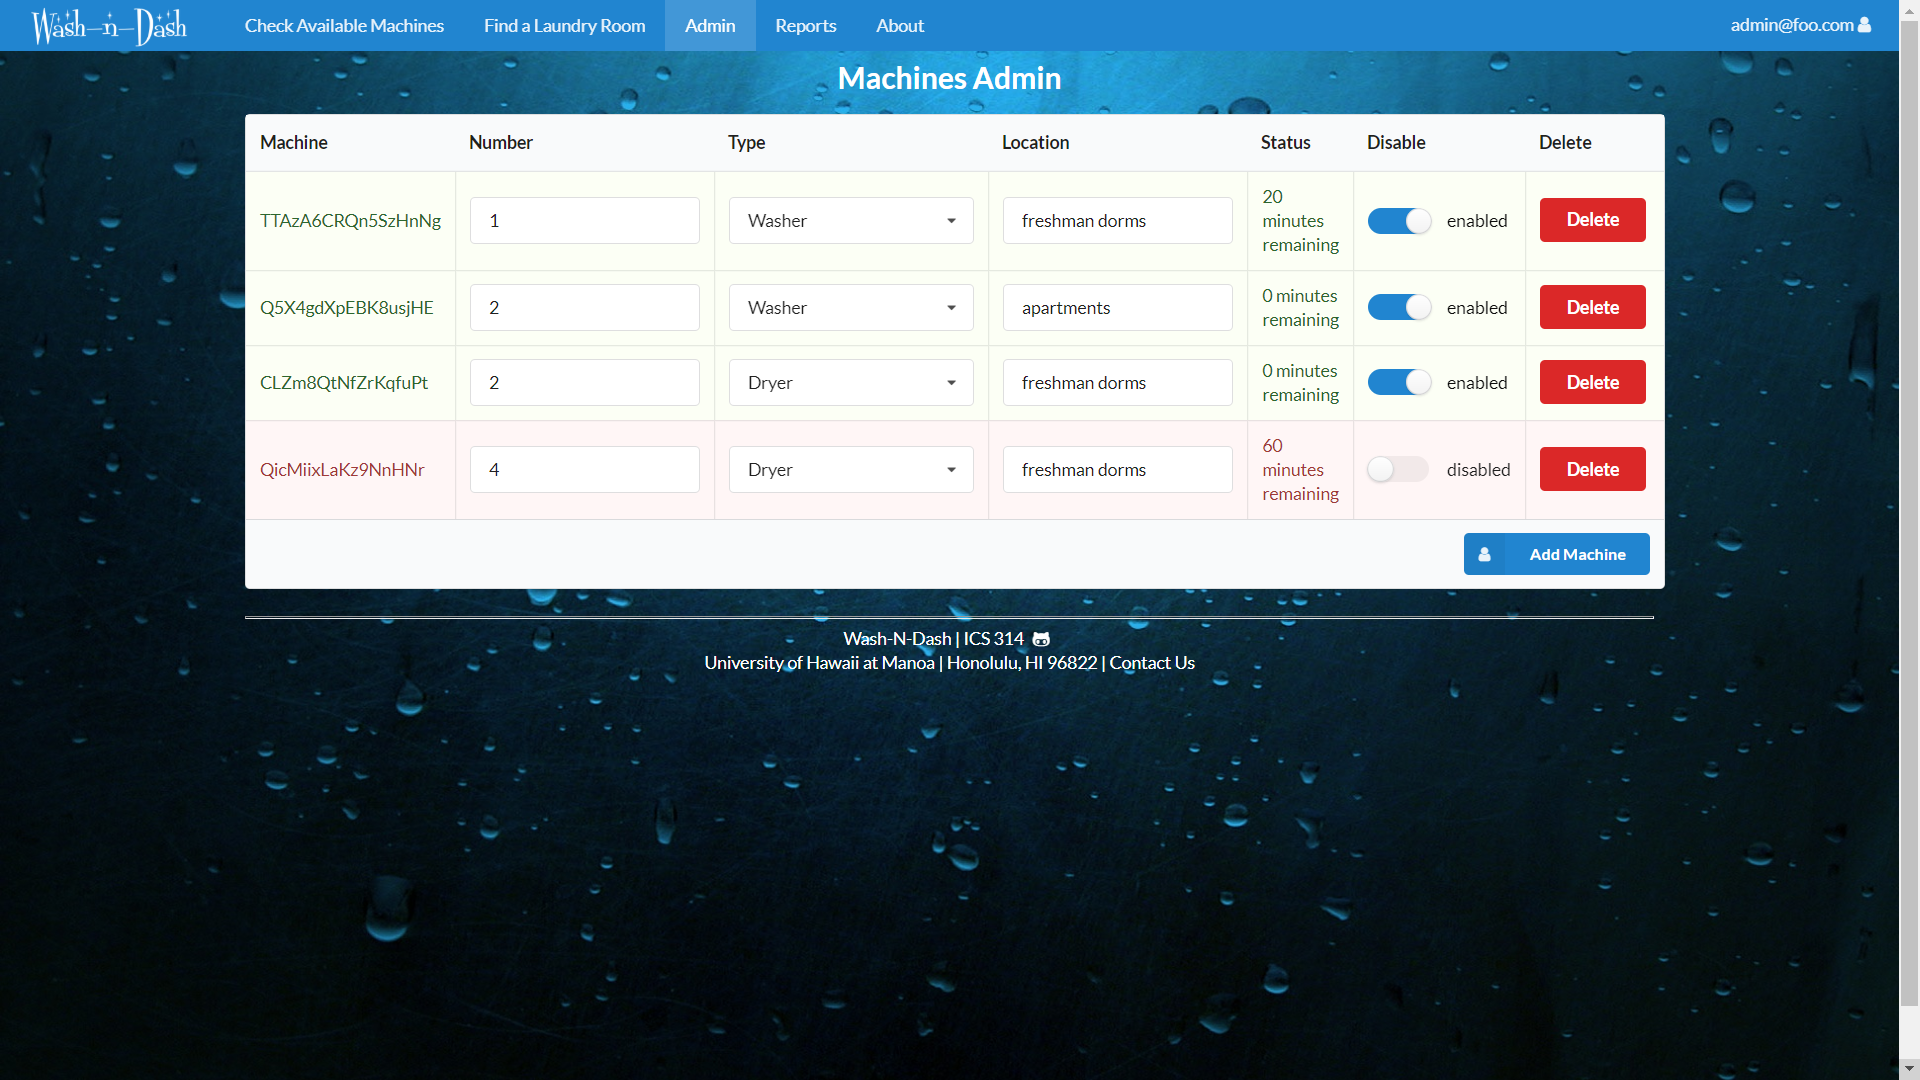 Wash-n-Dash Check Available Machines Find a Laundry Room Admin Reports About admin@foo.com
Machines Admin
Machine Number Type Location Status Disable Delete
TTAzA6CRQn5SzHnNg 1 Washer freshman dorms 20 minutes remaining enabled Delete
Q5X4gdXpEBK8usjHE 2 Washer apartments 0 minutes remaining enabled Delete
CLZm8QtNfZrKqfuPt 2 Dryer freshman dorms 0 minutes remaining enabled Delete
QicMiixLaKz9NnHNr 4 Dryer freshman dorms 60 minutes remaining disabled Delete
Add Machine
Wash-N-Dash | ICS 314
University of Hawaii at Manoa | Honolulu, HI 96822 | Contact Us